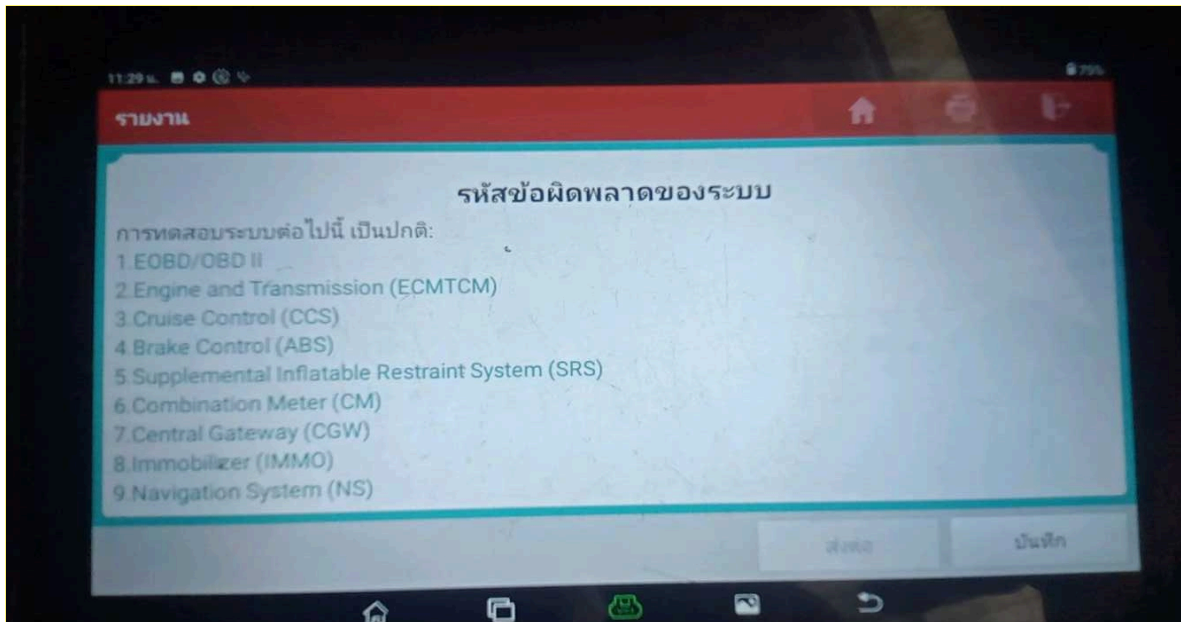 11:29 น.
75%
รายงาน
รหัสข้อผิดพลาดของระบบ
การทดสอบระบบต่อไปนี้ เป็นปกติ:
1.EOBD/OBD II
2.Engine and Transmission (ECMTCM)
3.Cruise Control (CCS)
4.Brake Control (ABS)
5.Supplemental Inflatable Restraint System (SRS)
6.Combination Meter (CM)
7.Central Gateway (CGW)
8.Immobilizer (IMMO)
9.Navigation System (NS)
ส่งต่อ
บันทึก